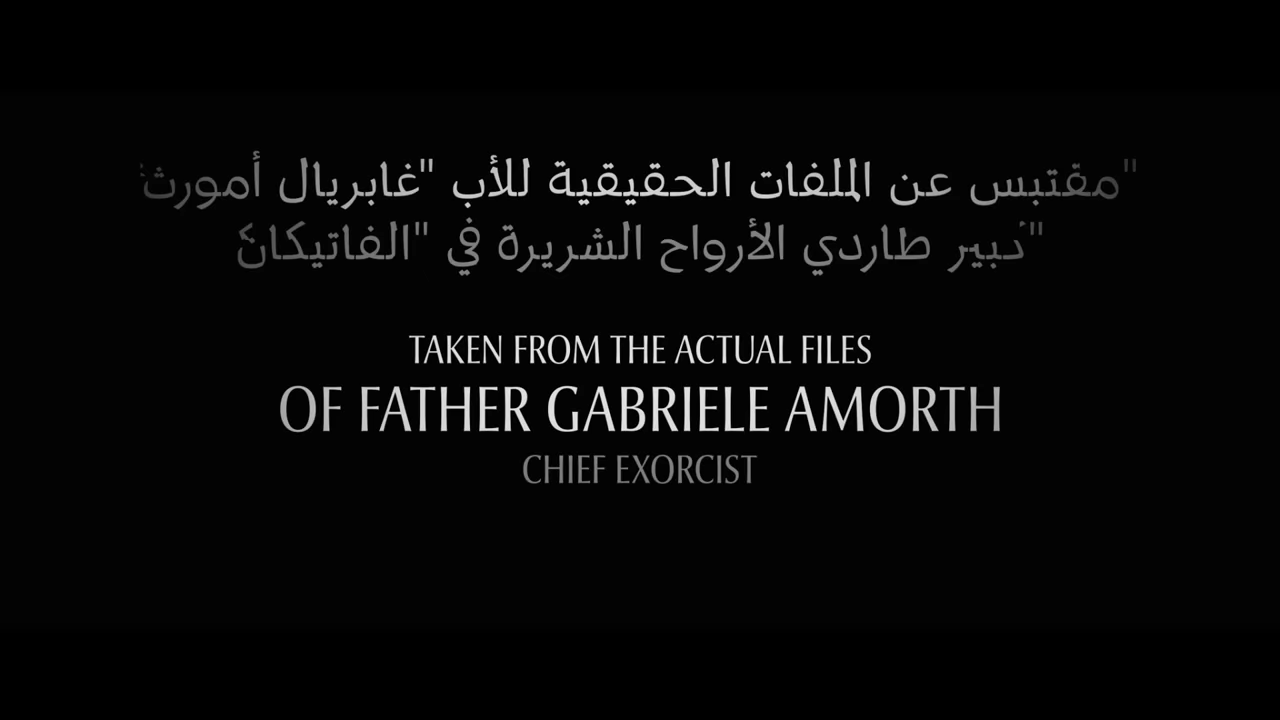 "مقتبس عن الملفات الحقيقية للأب "غابريال أمورث
"كبير طاردي الأرواح الشريرة في "الفاتيكان
TAKEN FROM THE ACTUAL FILES
OF FATHER GABRIELE AMORTH
CHIEF EXORCIST